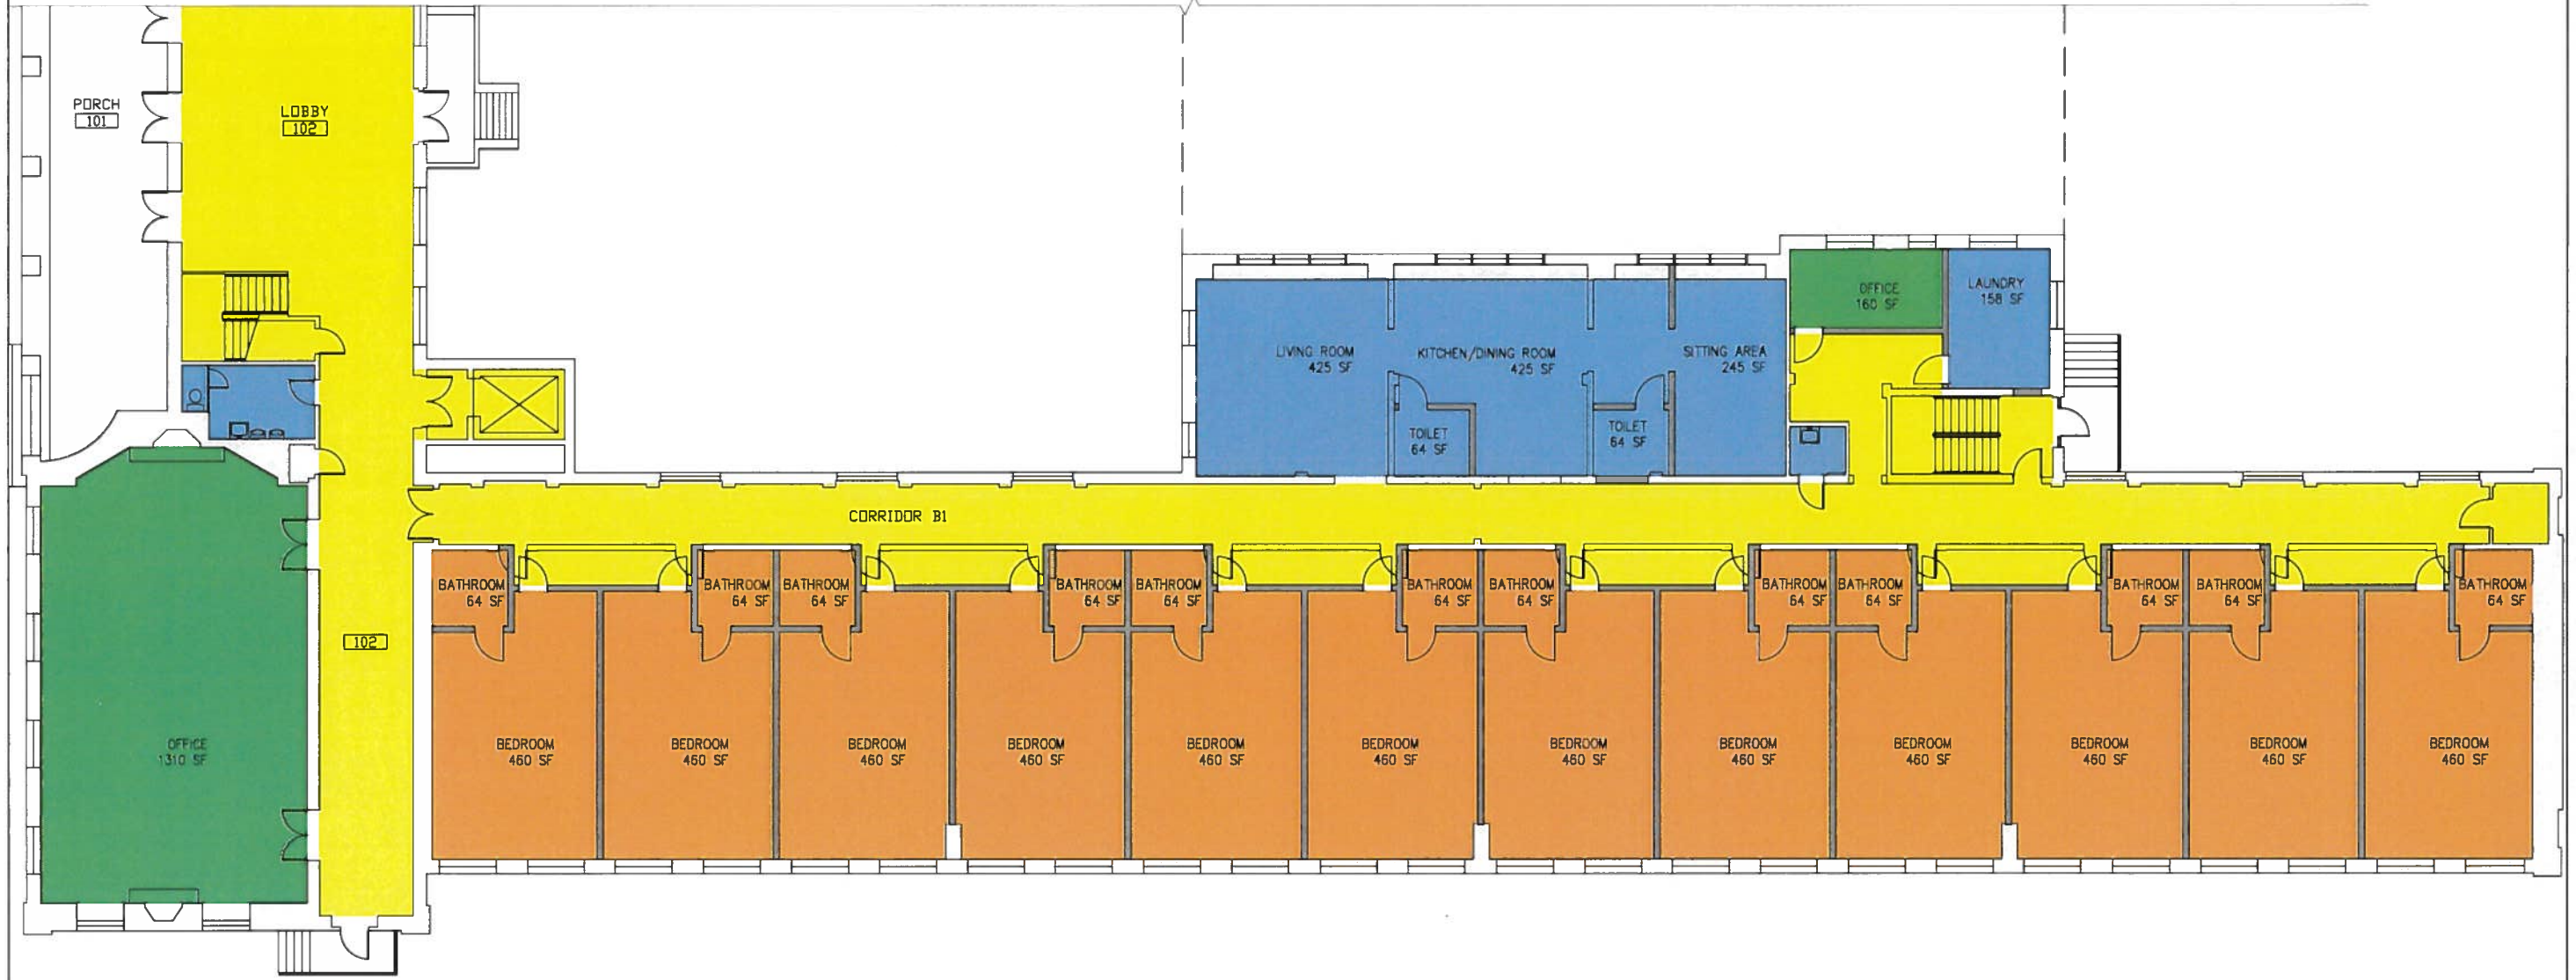 PORCH
101
LOBBY
102
OFFICE
160 SF
LAUNDRY
158 SF
LIVING ROOM
425 SF
KITCHEN/DINING ROOM
425 SF
SITTING AREA
245 SF
TOILET
64 SF
TOILET
64 SF
CORRIDOR B1
BATHROOM
64 SF
BATHROOM
64 SF
BATHROOM
64 SF
BATHROOM
64 SF
BATHROOM
64 SF
BATHROOM
64 SF
BATHROOM
64 SF
BATHROOM
64 SF
BATHROOM
64 SF
BATHROOM
64 SF
BATHROOM
64 SF
BATHROOM
64 SF
102
OFFICE
1310 SF
BEDROOM
460 SF
BEDROOM
460 SF
BEDROOM
460 SF
BEDROOM
460 SF
BEDROOM
460 SF
BEDROOM
460 SF
BEDROOM
460 SF
BEDROOM
460 SF
BEDROOM
460 SF
BEDROOM
460 SF
BEDROOM
460 SF
BEDROOM
460 SF